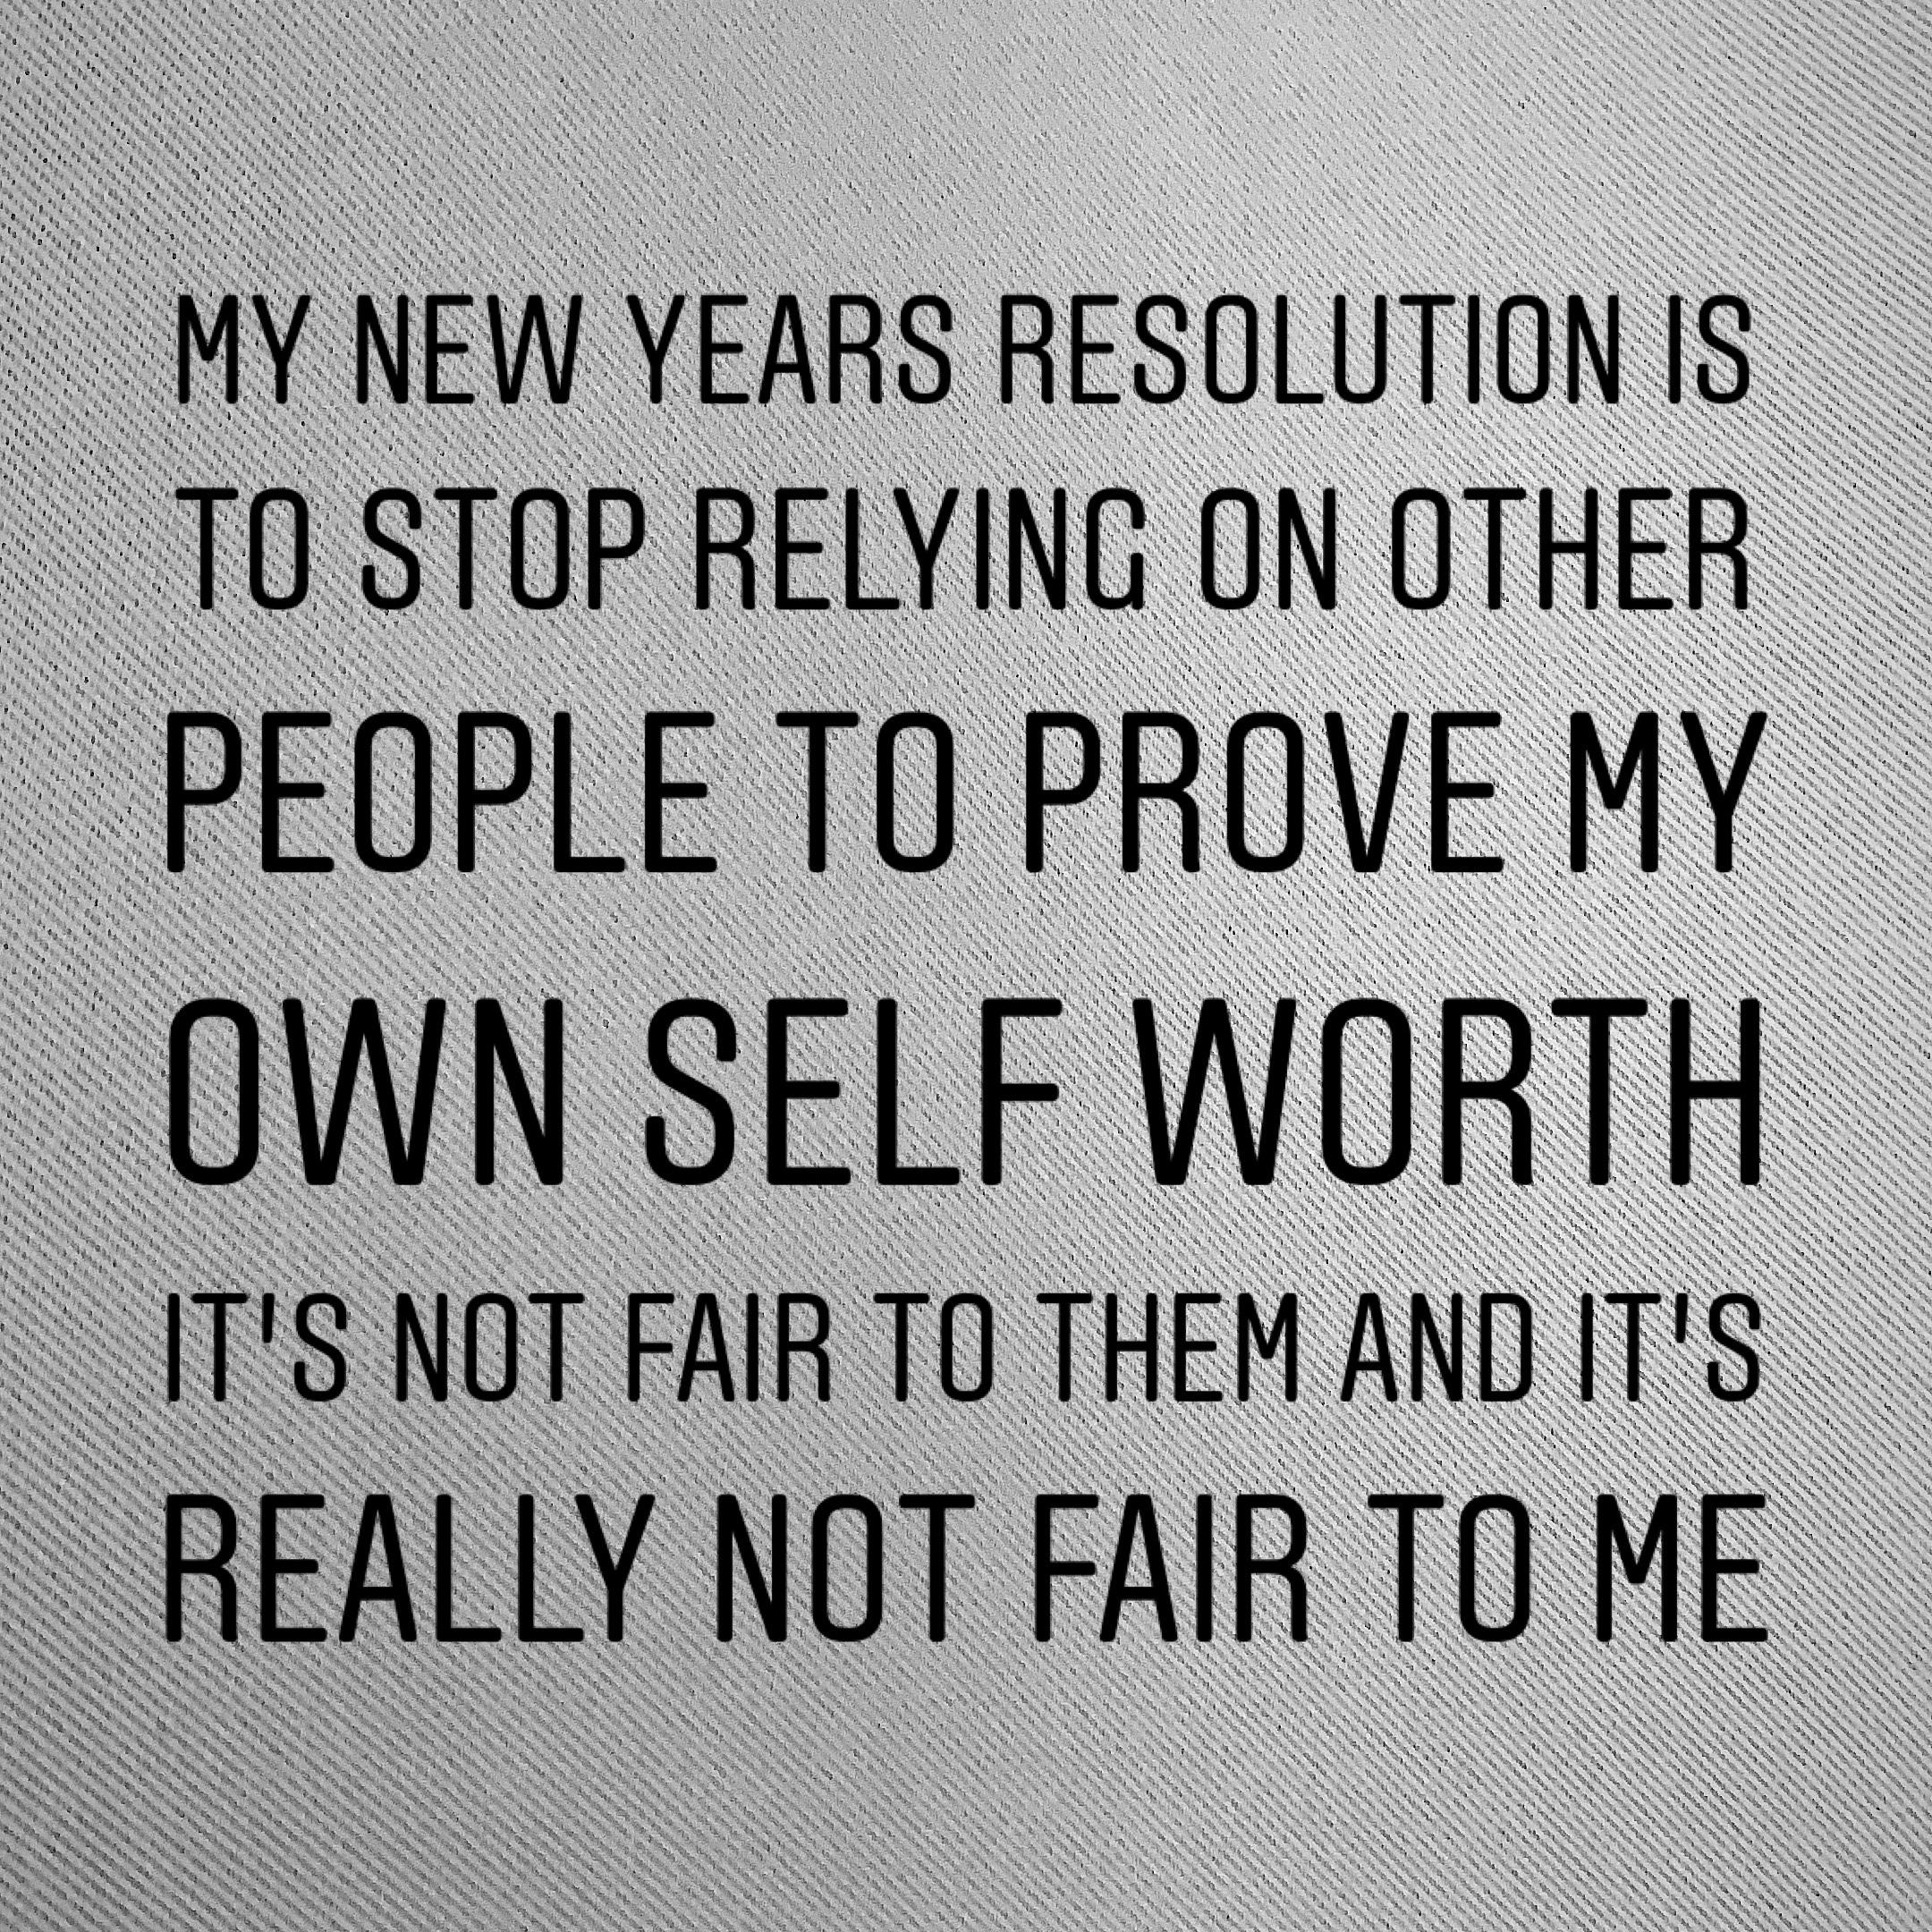 MY NEW YEARS RESOLUTION IS
TO STOP RELYING ON OTHER
PEOPLE TO PROVE MY
OWN SELF WORTH
IT'S NOT FAIR TO THEM AND IT'S
REALLY NOT FAIR TO ME